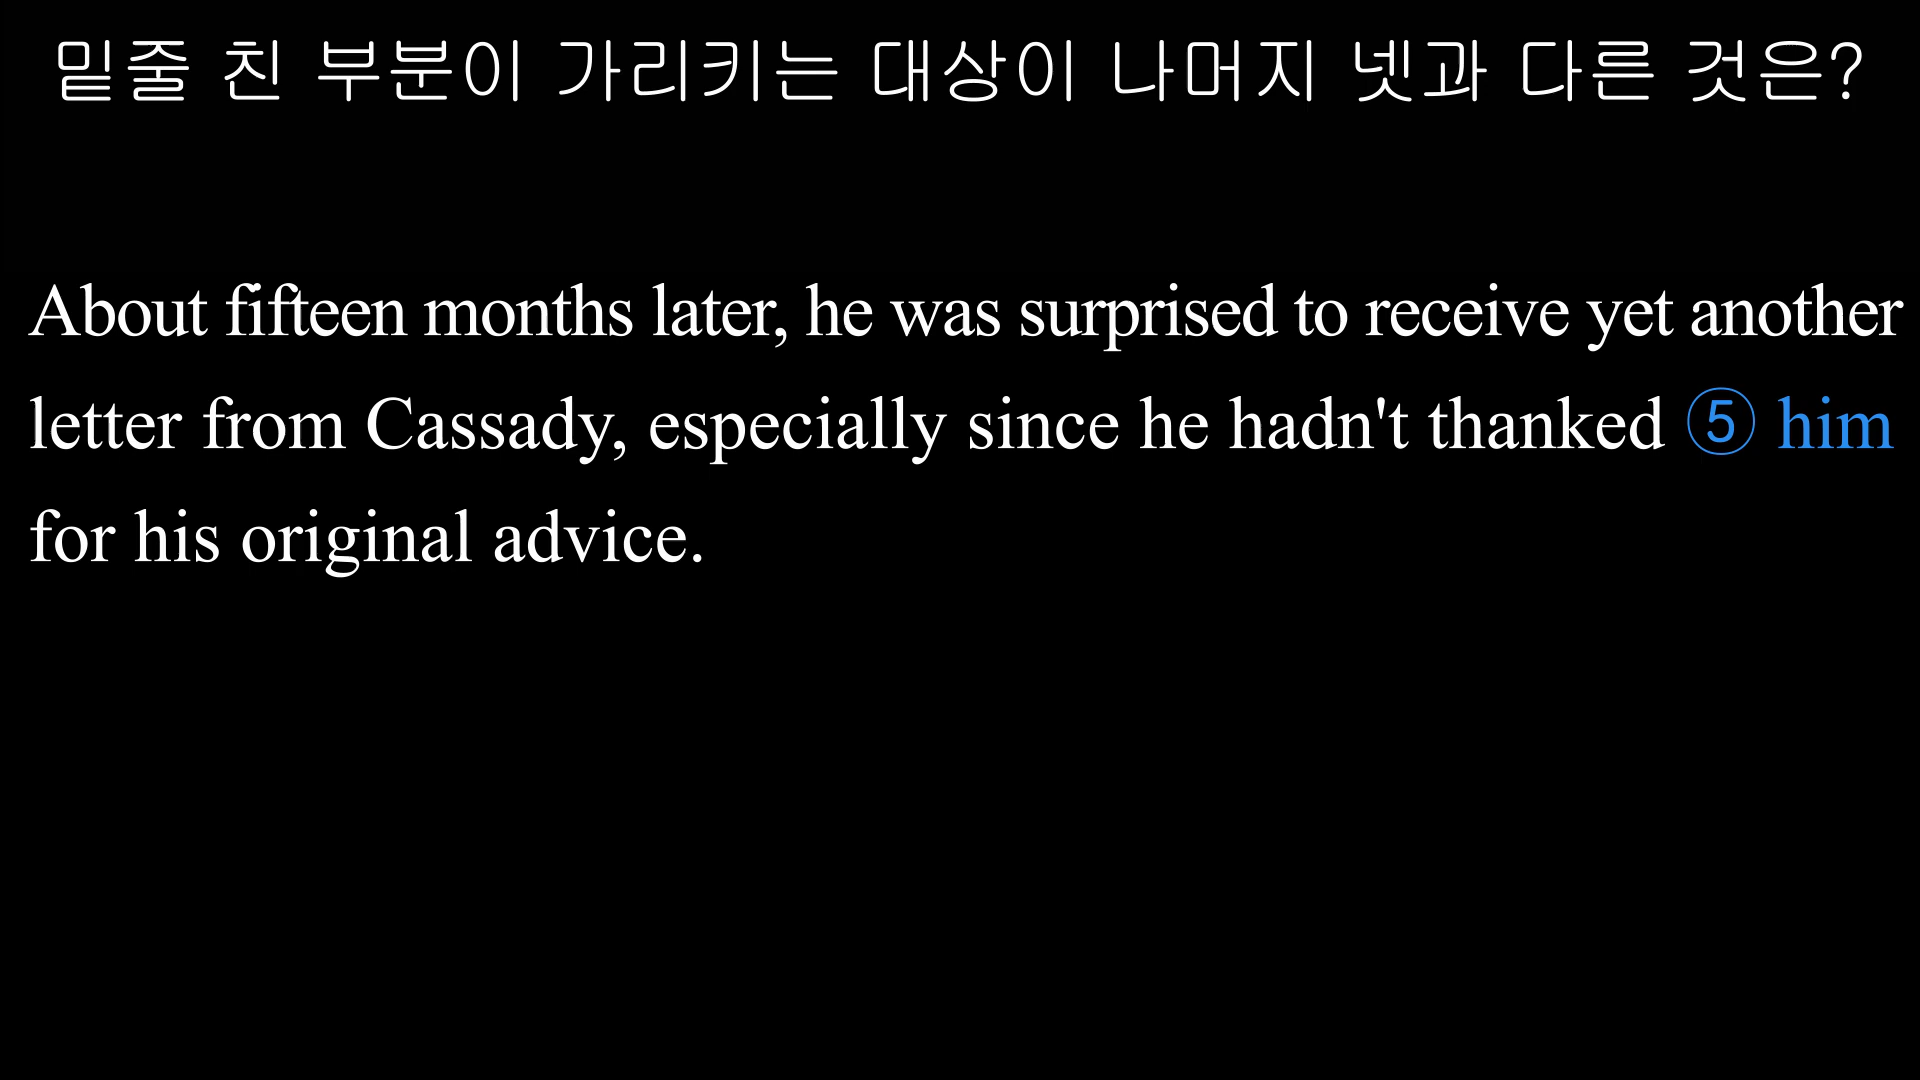 밑줄 친 부분이 가리키는 대상이 나머지 넷과 다른 것은?
About fifteen months later, he was surprised to receive yet another
letter from Cassady, especially since he hadn't thanked ⑤ him
for his original advice.